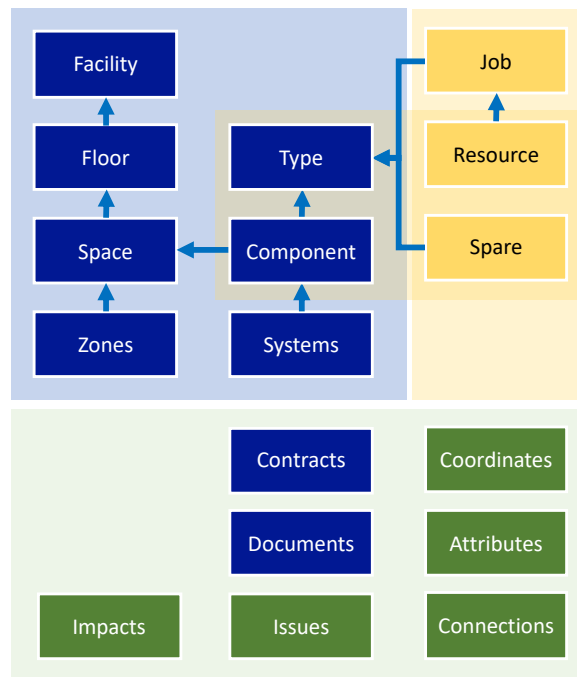 Facility
Job
Floor
Type
Resource
Space
Component
Spare
Zones
Systems
Contracts
Coordinates
Documents
Attributes
Impacts
Issues
Connections